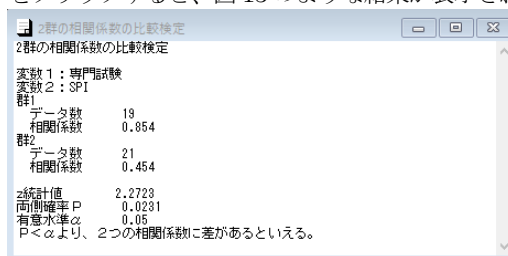 2群の相関係数の比較検定
2群の相関係数の比較検定
変数1:専門試験
変数2:SPI
群1
データ数 19
相関係数 0.854
群2
データ数 21
相関係数 0.454
z統計値 2.2723
両側確率P 0.0231
有意水準α 0.05
P<αより、2つの相関係数に差があるといえる。